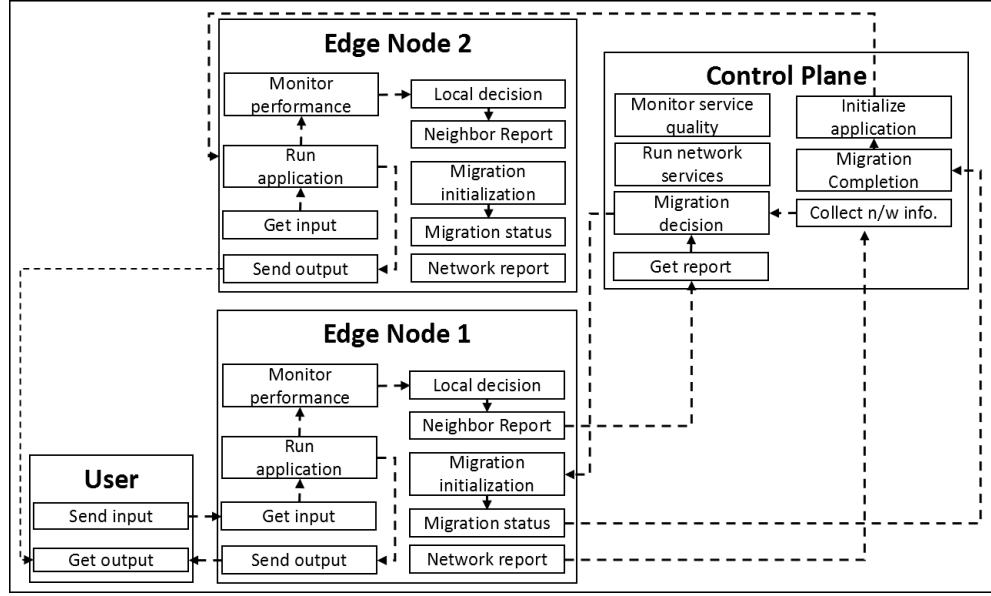 Edge Node 2
Monitor
performance
Local decision
Neighbor Report
Run
application
Migration
initialization
Get input
Migration status
Send output
Network report
Control Plane
Monitor service
quality
Initialize
application
Run network
services
Migration
Completion
Migration
decision
Collect n/w info.
Get report
Edge Node 1
Monitor
performance
Local decision
Neighbor Report
Run
application
Migration
initialization
Get input
Migration status
Send output
Network report
User
Send input
Get output